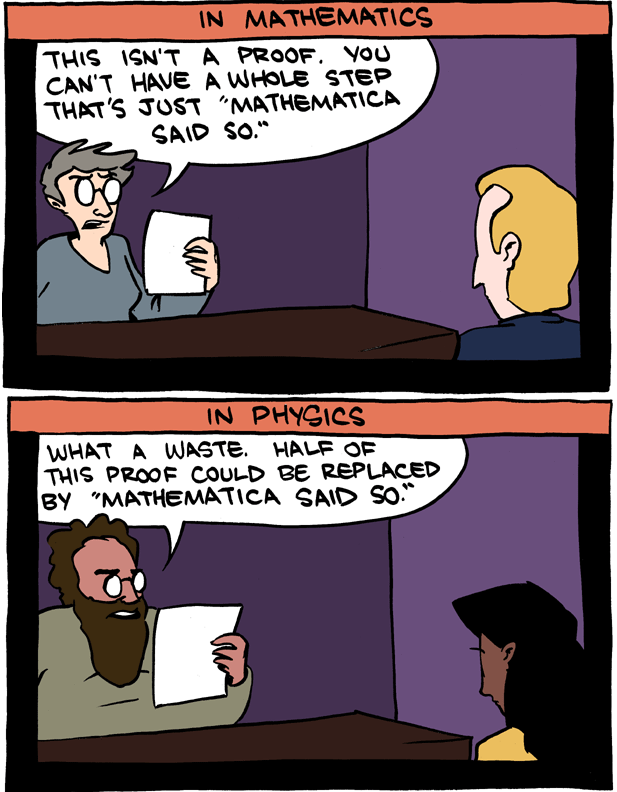 IN MATHEMATICS
THIS ISN'T A PROOF. YOU
CAN'T HAVE A WHOLE STEP
THAT'S JUST "MATHEMATICA
SAID SO."
IN PHYSICS
WHAT A WASTE. HALF OF
THIS PROOF COULD BE REPLACED
BY "MATHEMATICA SAID SO."